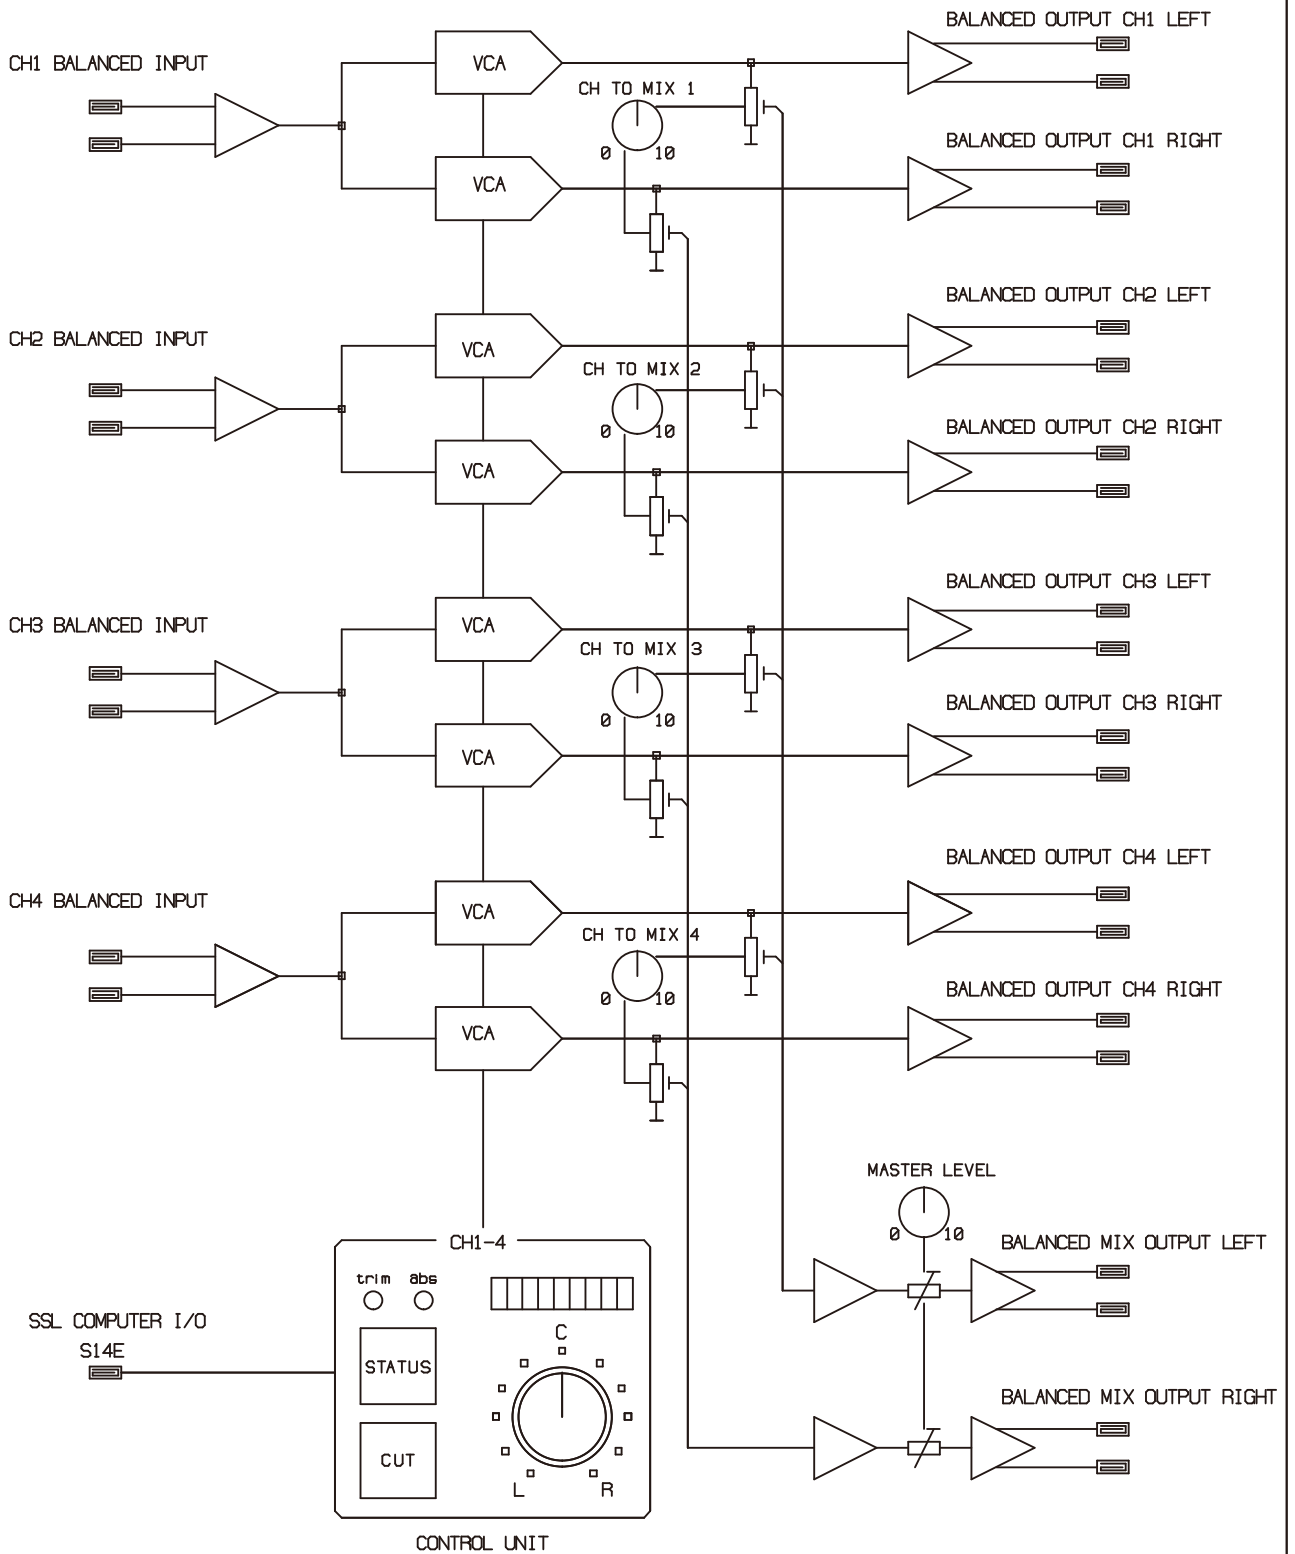 BALANCED OUTPUT CH1 LEFT
CH1 BALANCED INPUT
VCA
CH TO MIX 1
0 10
BALANCED OUTPUT CH1 RIGHT
VCA
BALANCED OUTPUT CH2 LEFT
CH2 BALANCED INPUT
VCA
CH TO MIX 2
0 10
BALANCED OUTPUT CH2 RIGHT
VCA
BALANCED OUTPUT CH3 LEFT
CH3 BALANCED INPUT
VCA
CH TO MIX 3
0 10
BALANCED OUTPUT CH3 RIGHT
VCA
BALANCED OUTPUT CH4 LEFT
CH4 BALANCED INPUT
VCA
CH TO MIX 4
0 10
BALANCED OUTPUT CH4 RIGHT
VCA
MASTER LEVEL
0 10
CH1-4
BALANCED MIX OUTPUT LEFT
trim abs
SSL COMPUTER I/O
S14E
C
STATUS
BALANCED MIX OUTPUT RIGHT
CUT
L R
CONTROL UNIT